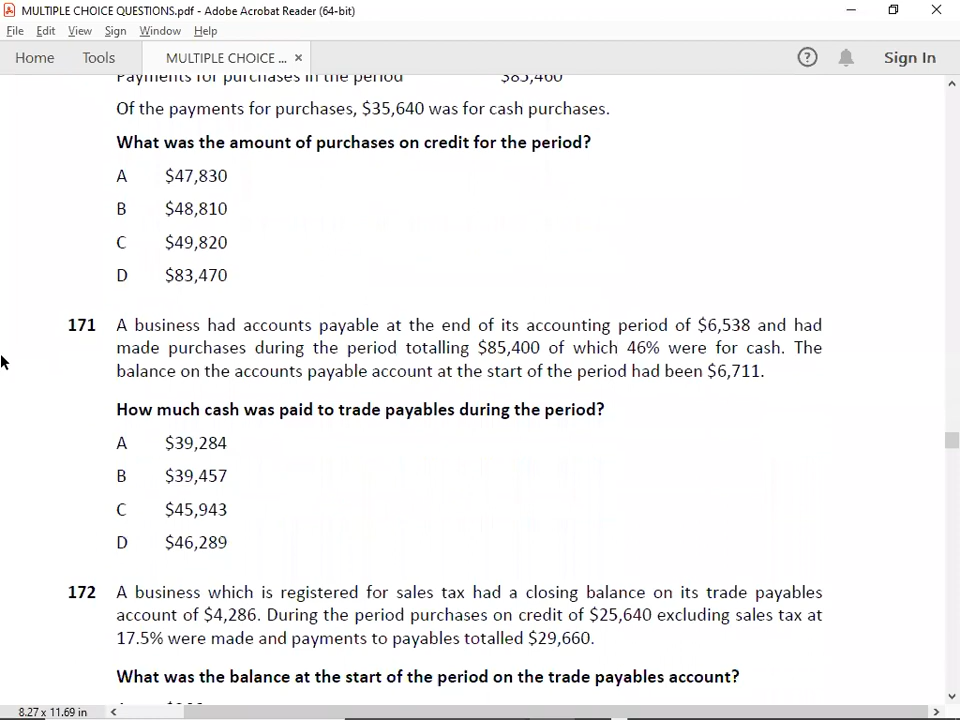 MULTIPLE CHOICE QUESTIONS.pdf - Adobe Acrobat Reader (64-bit)
File Edit View Sign Window Help
Home Tools MULTIPLE CHOICE ... × Sign In
Payments for purchases in the period $85,460
Of the payments for purchases, $35,640 was for cash purchases.
What was the amount of purchases on credit for the period?
A $47,830
B $48,810
C $49,820
D $83,470
171 A business had accounts payable at the end of its accounting period of $6,538 and had
made purchases during the period totalling $85,400 of which 46% were for cash. The
balance on the accounts payable account at the start of the period had been $6,711.
How much cash was paid to trade payables during the period?
A $39,284
B $39,457
C $45,943
D $46,289
172 A business which is registered for sales tax had a closing balance on its trade payables
account of $4,286. During the period purchases on credit of $25,640 excluding sales tax at
17.5% were made and payments to payables totalled $29,660.
What was the balance at the start of the period on the trade payables account?
8.27 x 11.69 in